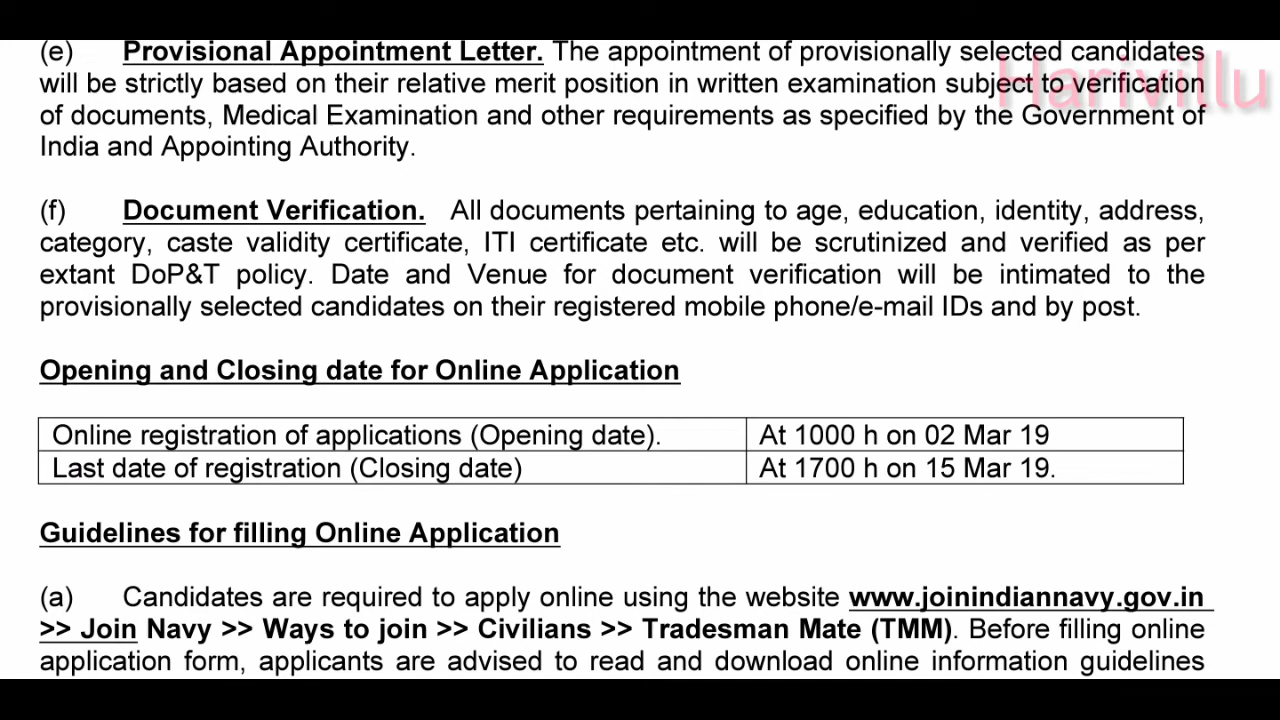 (e) Provisional Appointment Letter. The appointment of provisionally selected candidates
will be strictly based on their relative merit position in written examination subject to verification
of documents, Medical Examination and other requirements as specified by the Government of
India and Appointing Authority.
Harivillu
(f) Document Verification. All documents pertaining to age, education, identity, address,
category, caste validity certificate, ITI certificate etc. will be scrutinized and verified as per
extant DoP&T policy. Date and Venue for document verification will be intimated to the
provisionally selected candidates on their registered mobile phone/e-mail IDs and by post.
Opening and Closing date for Online Application
Online registration of applications (Opening date). At 1000 h on 02 Mar 19
Last date of registration (Closing date) At 1700 h on 15 Mar 19.
Guidelines for filling Online Application
(a) Candidates are required to apply online using the website www.joinindiannavy.gov.in
>> Join Navy >> Ways to join >> Civilians >> Tradesman Mate (TMM). Before filling online
application form, applicants are advised to read and download online information guidelines